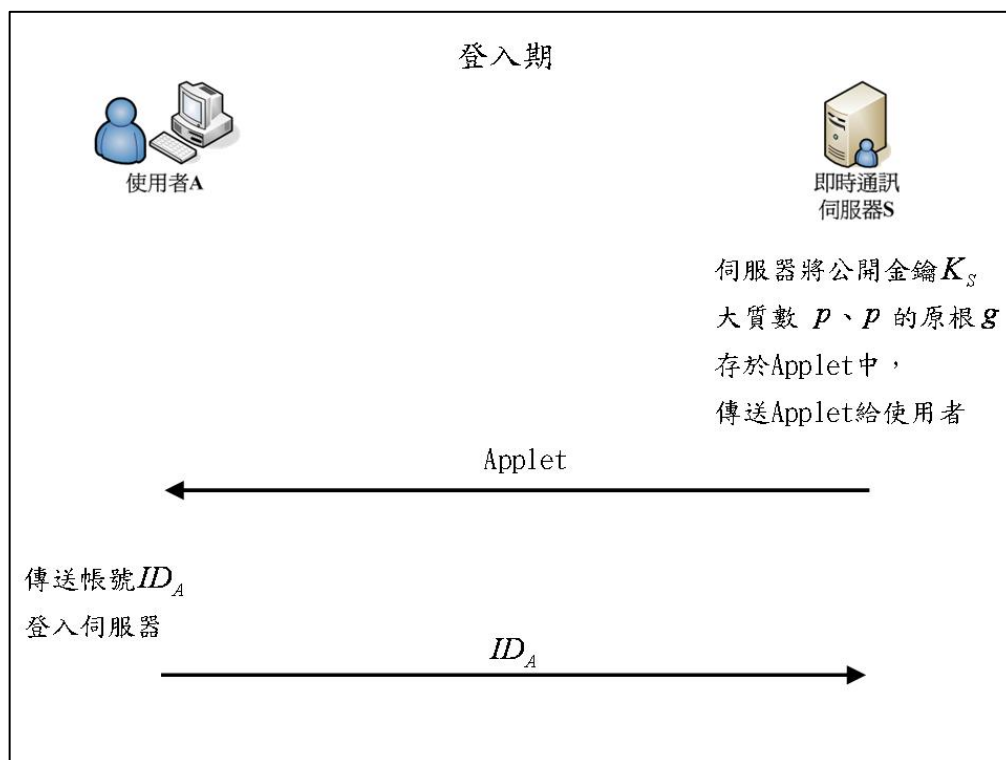 登入期
使用者A
即時通訊
伺服器S
伺服器將公開金鑰K_S
大質數 p、p 的原根g
存於Applet中，
傳送Applet給使用者
Applet
傳送帳號ID_A
登入伺服器
ID_A